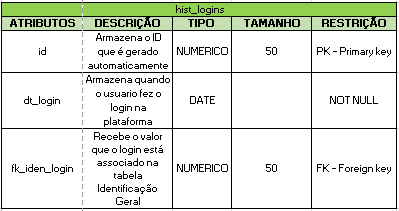 hist_logins
ATRIBUTOS DESCRIÇÃO TIPO TAMANHO RESTRIÇÃO
id
Armazena o ID
que é gerado
automaticamente
NUMERICO
50
PK - Primary key
dt_login
Armazena quando
o usuario fez o
login na
plataforma
DATE
NOT NULL
fk_iden_login
Recebe o valor
que o login está
associado na
tabela
Identificação
Geral
NUMERICO
50
FK - Foreign key